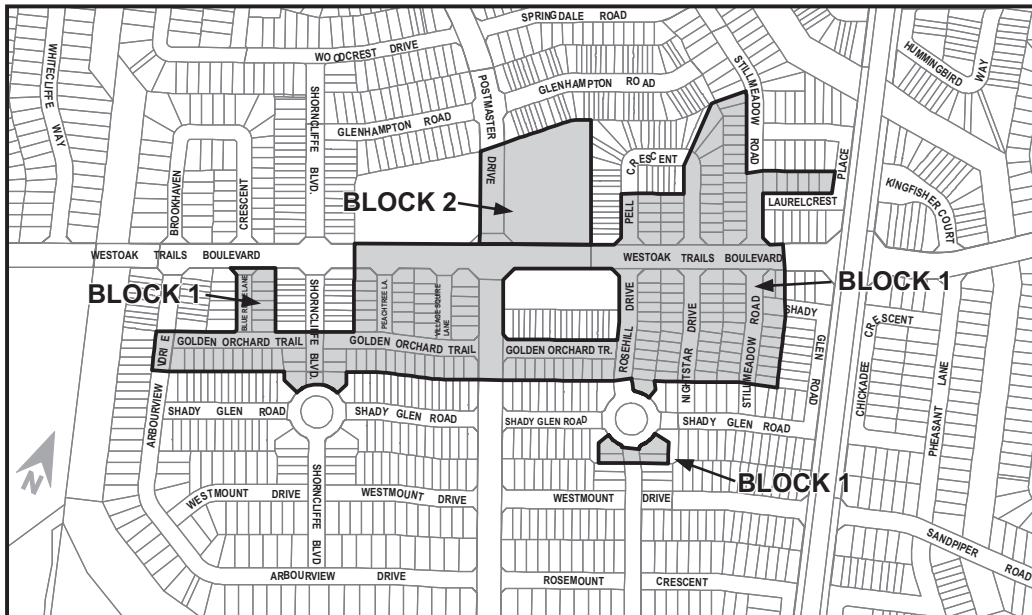 SPRINGDALE ROAD
WOODCREST DRIVE
WHITECLIFFE WAY
HUMMINGBIRD WAY
STILLMEADOW ROAD
POSTMASTER DRIVE
GLENHAMPTON ROAD
SHORNCLIFFE BLVD
GLENHAMPTON ROAD
CRESCENT
PLACE
BROOKHAVEN CRESCENT
KINGFISHER COURT
PELL
LAURELCREST
BLOCK 2
WESTOAK TRAILS BOULEVARD
WESTOAK TRAILS BOULEVARD
BLOCK 1
BLOCK 1
BLUE RIDGE LANE
SHORNCLIFFE BLVD.
PEACHTREE LA.
VILLAGE SQUIRE LANE
ROSEHILL DRIVE
NIGHTSTAR DRIVE
STILLMEADOW ROAD
SHADY GLEN ROAD
CHICKADEE CRESCENT
PHEASANT LANE
ARBOURVIEW DRIVE
GOLDEN ORCHARD TRAIL
GOLDEN ORCHARD TRAIL
GOLDEN ORCHARD TR.
SHADY GLEN ROAD
SHADY GLEN ROAD
SHADY GLEN ROAD
SHADY GLEN ROAD
N
BLOCK 1
WESTMOUNT DRIVE
WESTMOUNT DRIVE
WESTMOUNT DRIVE
SHORNCLIFFE BLVD
SANDPIPER ROAD
ARBOURVIEW DRIVE
ROSEMOUNT CRESCENT